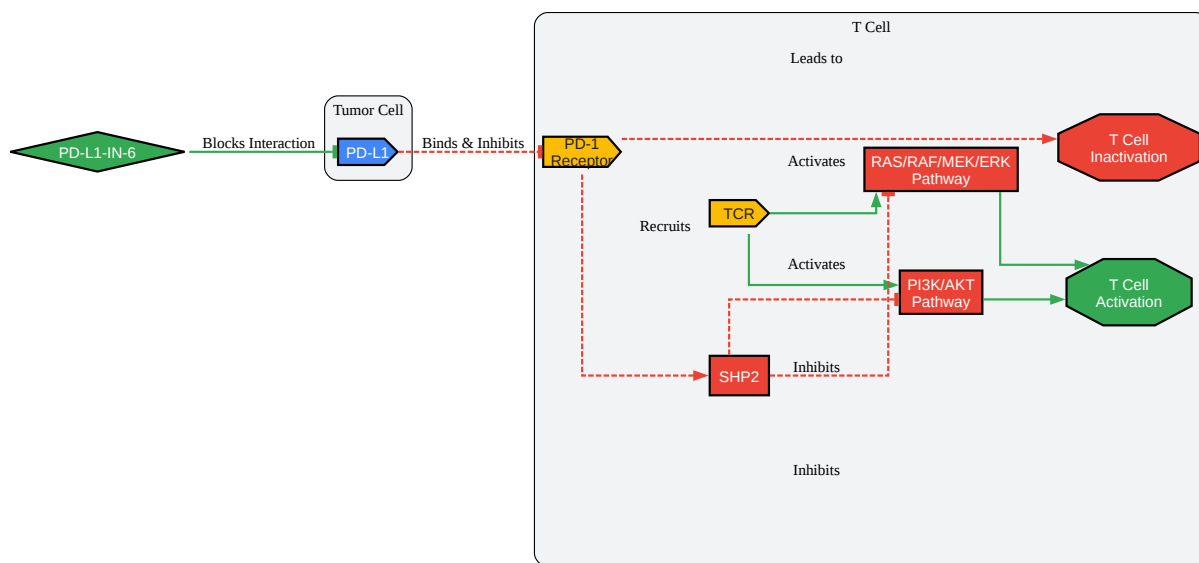 T Cell
Leads to
Tumor Cell
PD-L1-IN-6
Blocks Interaction
PD-L1
Binds & Inhibits
PD-1
Receptor
T Cell
Inactivation
Activates
RAS/RAF/MEK/ERK
Pathway
TCR
Recruits
Activates
PI3K/AKT
Pathway
T Cell
Activation
SHP2
Inhibits
Inhibits